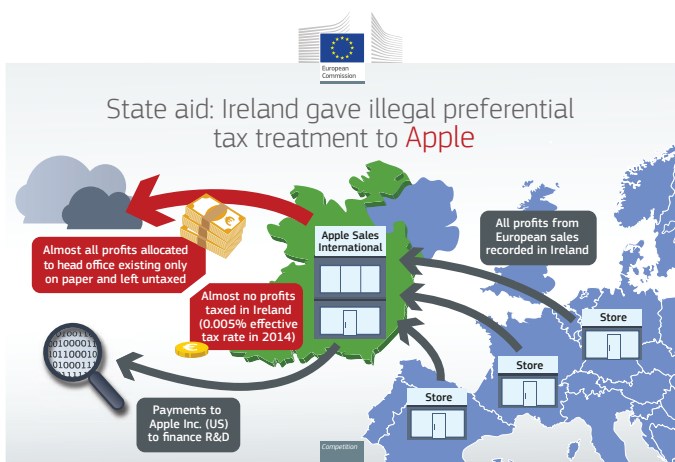 European
Commission
State aid: Ireland gave illegal preferential
tax treatment to Apple
Almost all profits allocated
to head office existing only
on paper and left untaxed
Apple Sales
International
All profits from
European sales
recorded in Ireland
Almost no profits
taxed in Ireland
(0.005% effective
tax rate in 2014)
Store
Store
Store
Payments to
Apple Inc. (US)
to finance R&D
Competition